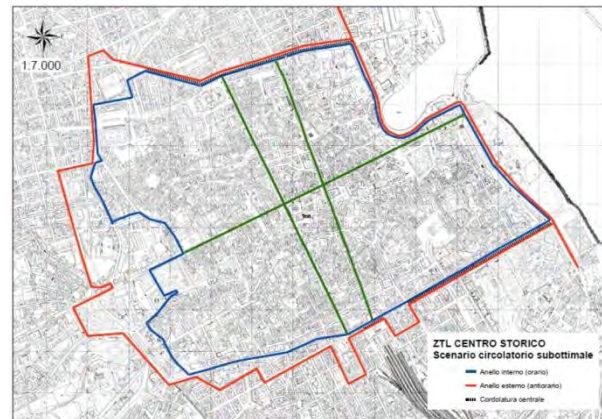 1:7.000
ZTL CENTRO STORICO
Scenario circolatorio subottimale
Anello interno (orario)
Anello esterno (antiorario)
Cordolatura centrale